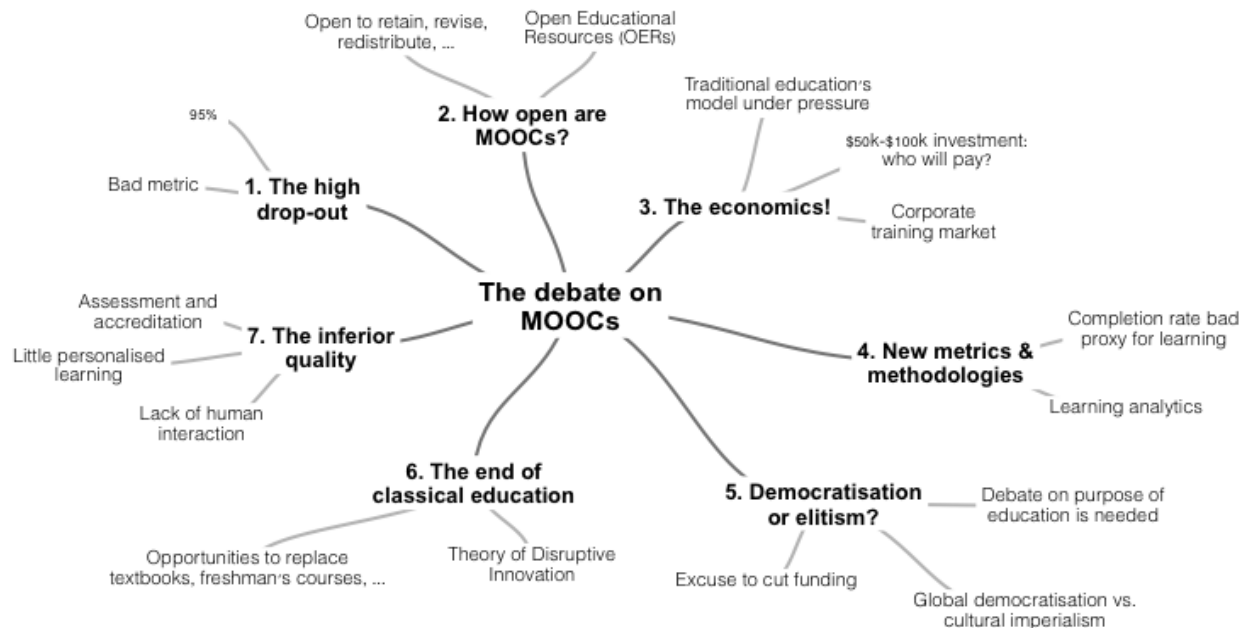 The debate on
MOOCs
1. The high
drop-out
95%
Bad metric
2. How open are
MOOCs?
Open to retain, revise,
redistribute, ...
Open Educational
Resources (OERs)
3. The economics!
Traditional education's
model under pressure
$50k-$100k investment:
who will pay?
Corporate
training market
4. New metrics &
methodologies
Completion rate bad
proxy for learning
Learning analytics
5. Democratisation
or elitism?
Debate on purpose of
education is needed
Global democratisation vs.
cultural imperialism
Excuse to cut funding
6. The end of
classical education
Theory of Disruptive
Innovation
Opportunities to replace
textbooks, freshman's courses, ...
7. The inferior
quality
Assessment and
accreditation
Little personalised
learning
Lack of human
interaction